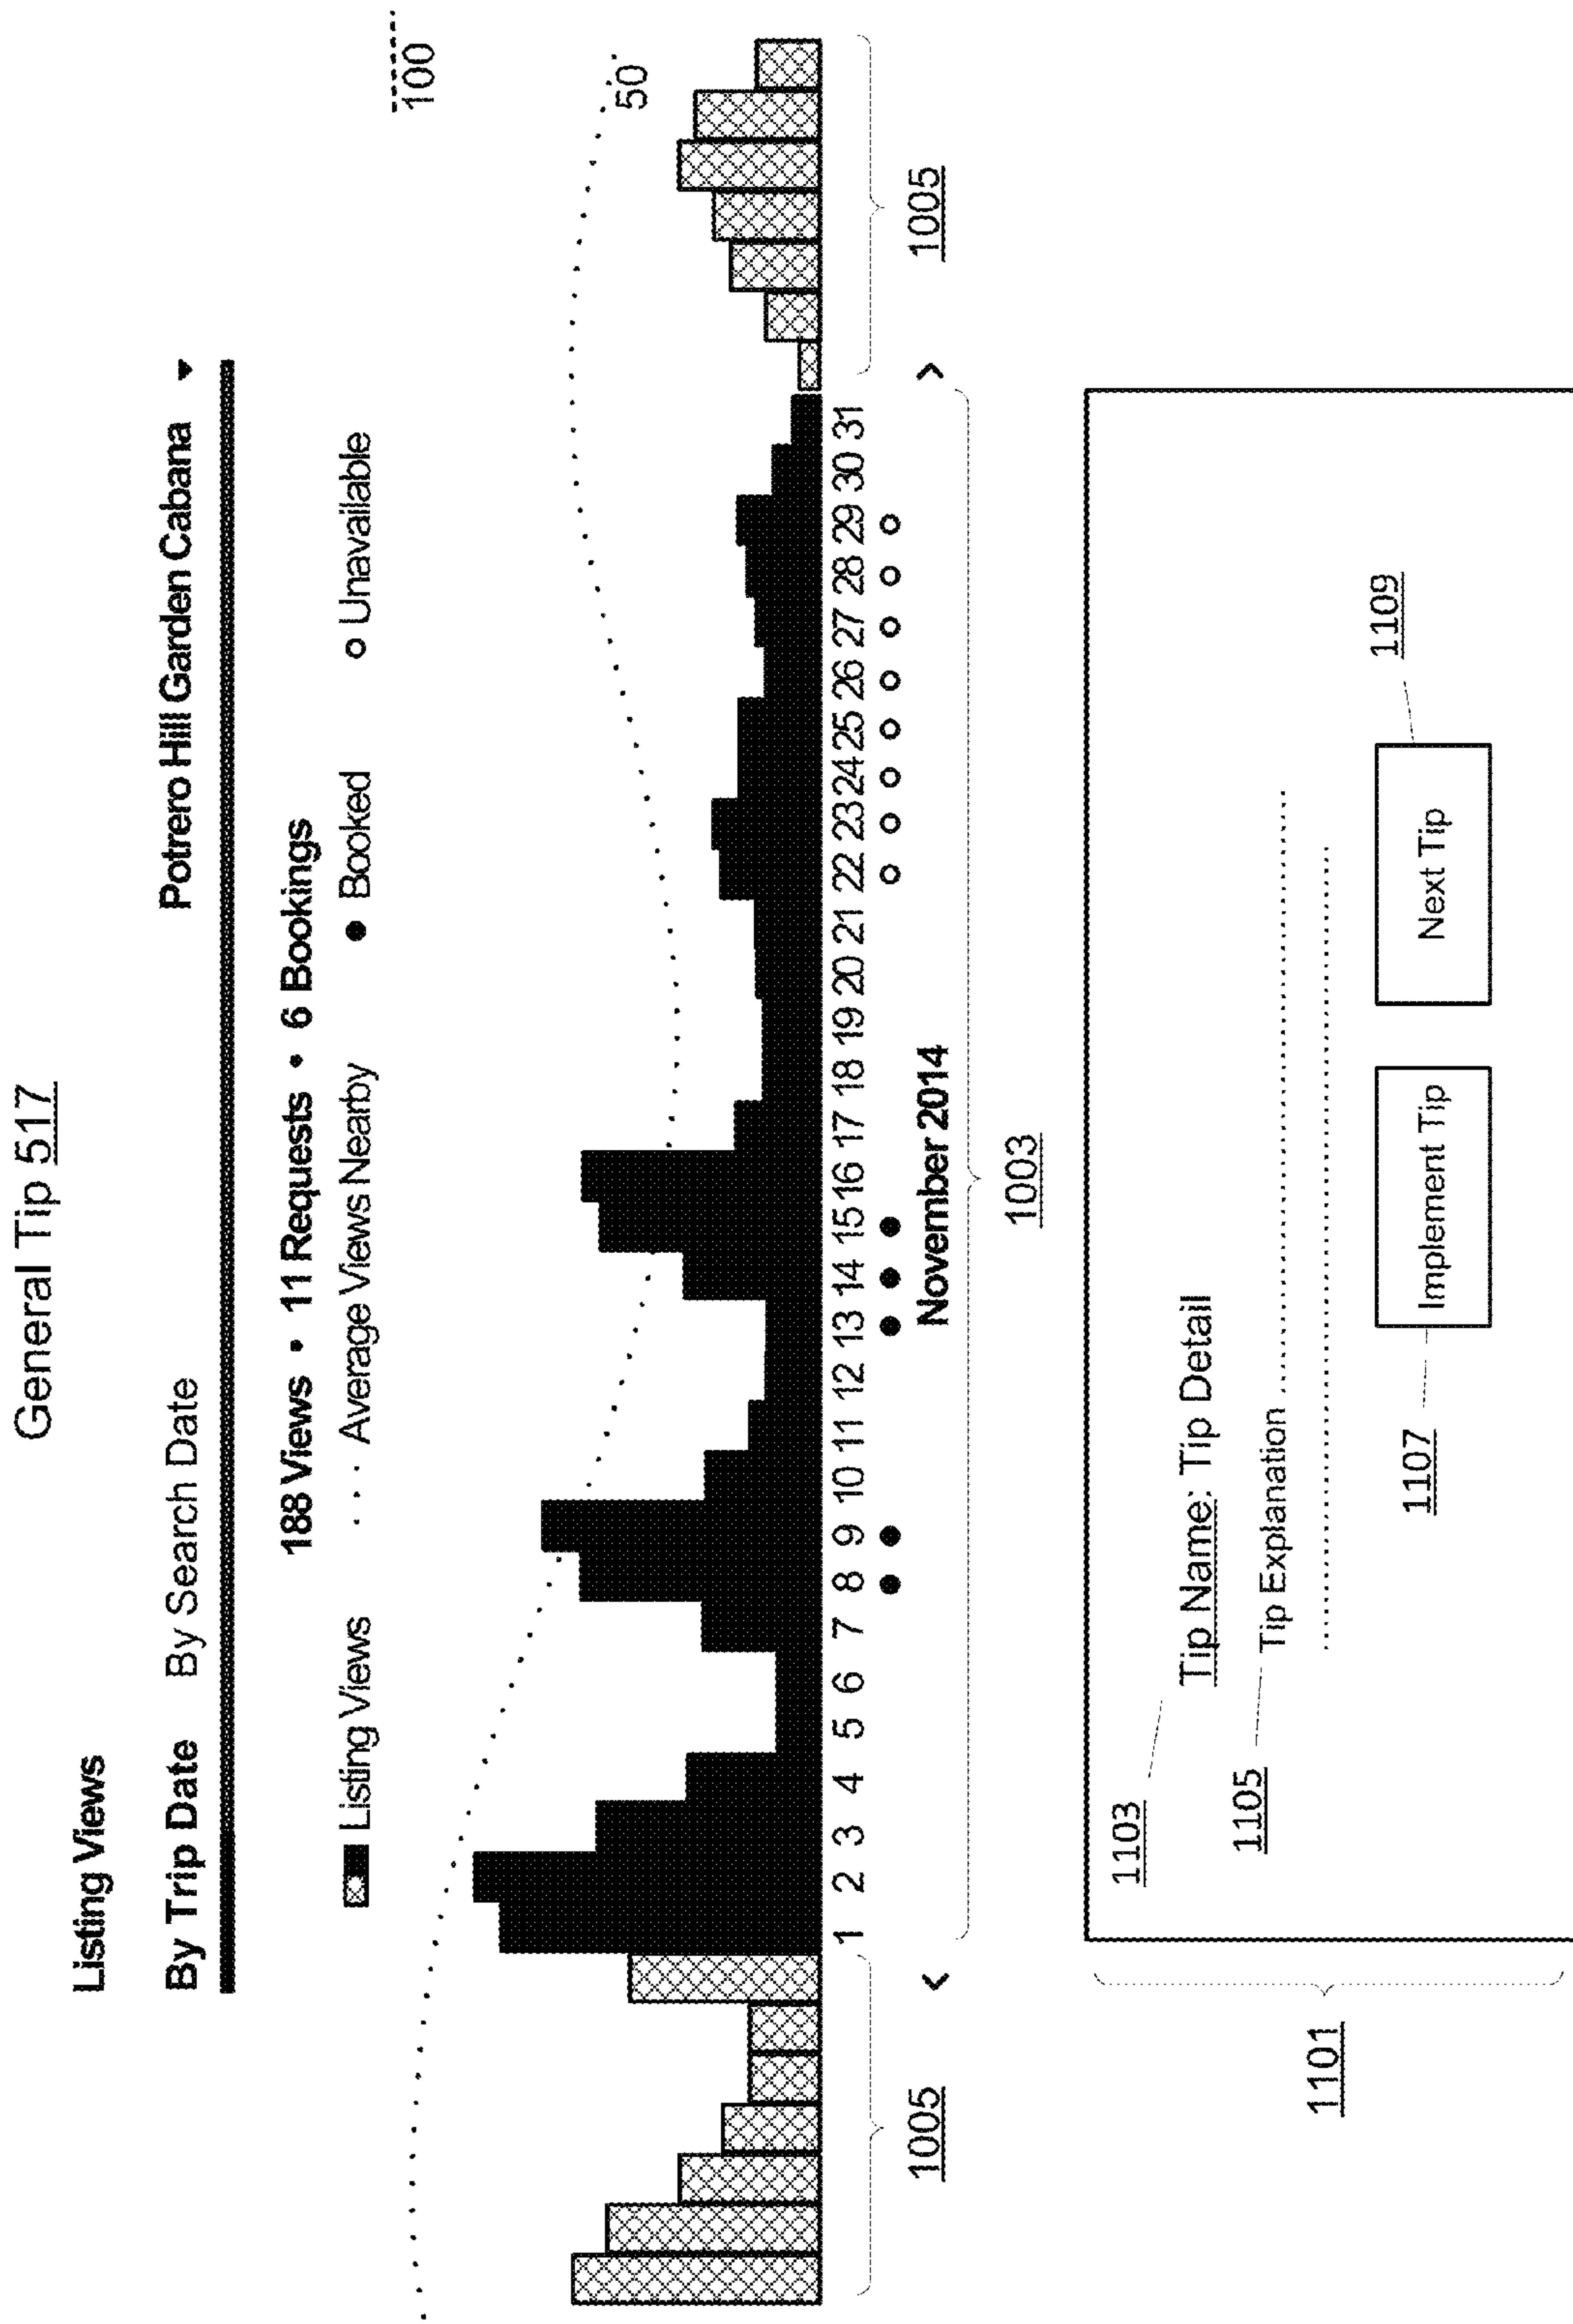 General Tip 517
Listing Views
By Trip Date By Search Date Potrero Hill Garden Cabana
188 Views • 11 Requests • 6 Bookings
Listing Views Average Views Nearby Booked Unavailable
100
50
1 2 3 4 5 6 7 8 9 10 11 12 13 14 15 16 17 18 19 20 21 22 23 24 25 26 27 28 29 30 31
1005 < November 2014 > 1005
1003
1101
1103
Tip Name: Tip Detail
1105
Tip Explanation
1107
Implement Tip Next Tip
1109